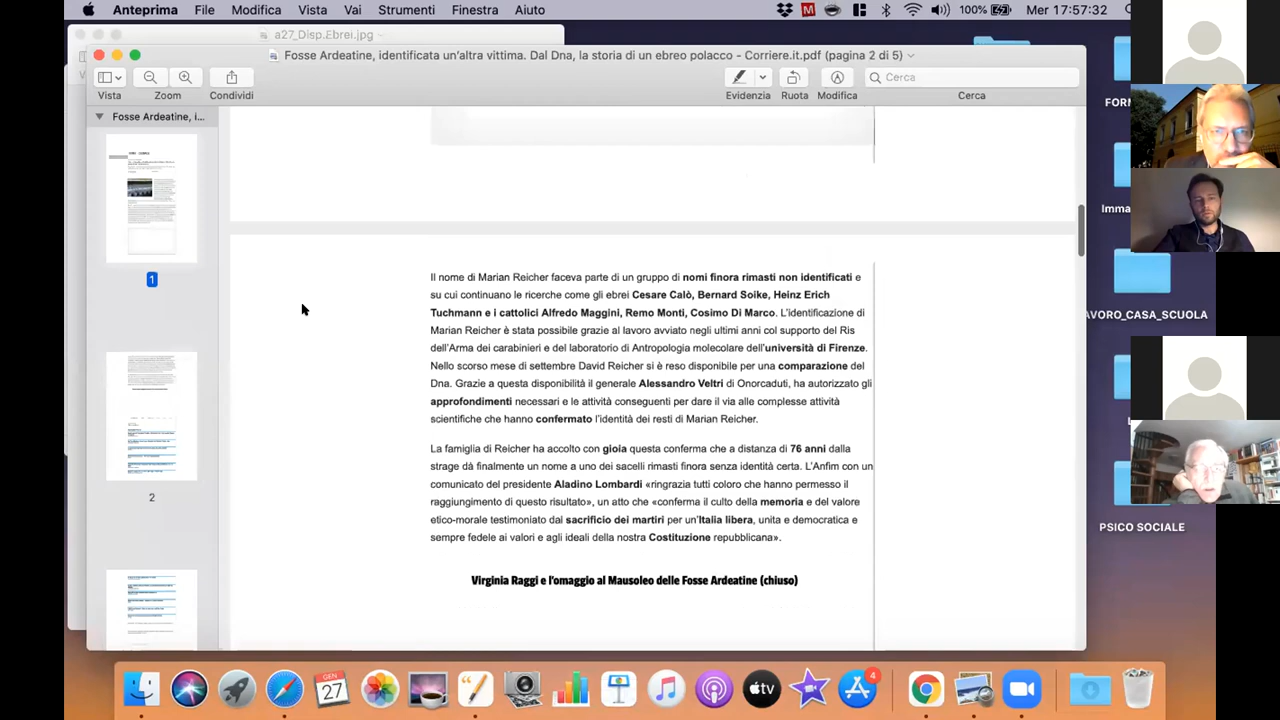 Anteprima File Modifica Vista Vai Strumenti Finestra Aiuto 100% Mer 17:57:32
a27_Disp.Ebrei.jpg
Fosse Ardeatine, identificata un'altra vittima. Dal Dna, la storia di un ebreo polacco - Corriere.it.pdf (pagina 2 di 5)
Cerca
Vista Zoom Condividi Evidenzia Ruota Modifica Cerca
Fosse Ardeatine, i...
1
2
Il nome di Marian Reicher faceva parte di un gruppo di nomi finora rimasti non identificati e
su cui continuano le ricerche come gli ebrei Cesare Calò, Bernard Soike, Heinz Erich
Tuchmann e i cattolici Alfredo Maggini, Remo Monti, Cosimo Di Marco. L'identificazione di
Marian Reicher è stata possibile grazie al lavoro avviato negli ultimi anni col supporto del Ris
dell'Arma dei carabinieri e del laboratorio di Antropologia molecolare dell'università di Firenze.
Nello scorso mese di settembre David Reicher si è reso disponibile per una comparazione del
Dna. Grazie a questa disponibilità il generale Alessandro Veltri di Onorcaduti, ha autorizzato gli
approfondimenti necessari e le attività conseguenti per dare il via alle complesse attività
scientifiche che hanno confermato l'identità dei resti di Marian Reicher.
La famiglia di Reicher ha accolto con gioia questa conferma che a distanza di 76 anni dalla
strage dà finalmente un nome a uno dei sacelli rimasti finora senza identità certa. L'Anfim con un
comunicato del presidente Aladino Lombardi «ringrazia tutti coloro che hanno permesso il
raggiungimento di questo risultato», un atto che «conferma il culto della memoria e del valore
etico-morale testimoniato dal sacrificio dei martiri per un'Italia libera, unita e democratica e
sempre fedele ai valori e agli ideali della nostra Costituzione repubblicana».
Virginia Raggi e l'omaggio al Mausoleo delle Fosse Ardeatine (chiuso)
FORM
Imma
AVORO_CASA_SCUOLA
PSICO SOCIALE
GEN
27
tv
4